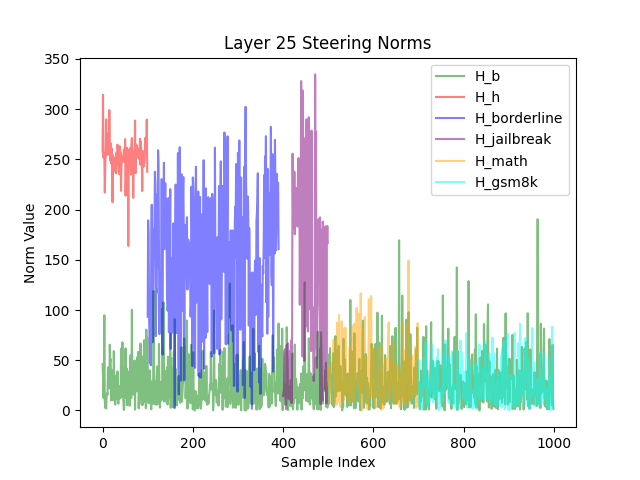 Layer 25 Steering Norms
350
300
250
200
150
100
50
0
Norm Value
0
200
400
600
800
1000
Sample Index
H_b
H_h
H_borderline
H_jailbreak
H_math
H_gsm8k